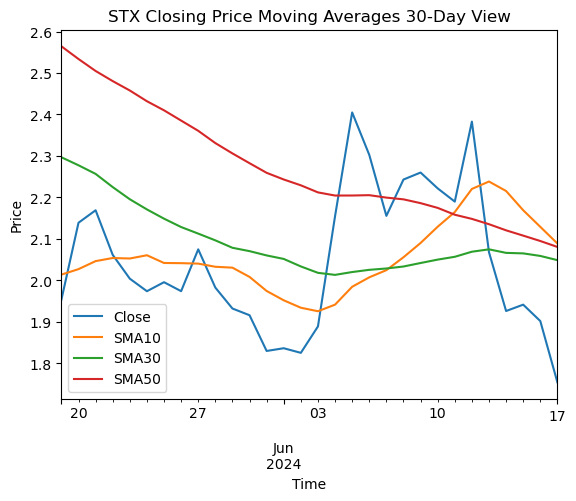 STX Closing Price Moving Averages 30-Day View
Price
2.6
2.5
2.4
2.3
2.2
2.1
2.0
1.9
1.8
Close
SMA10
SMA30
SMA50
20
27
03
10
17
Jun
2024
Time